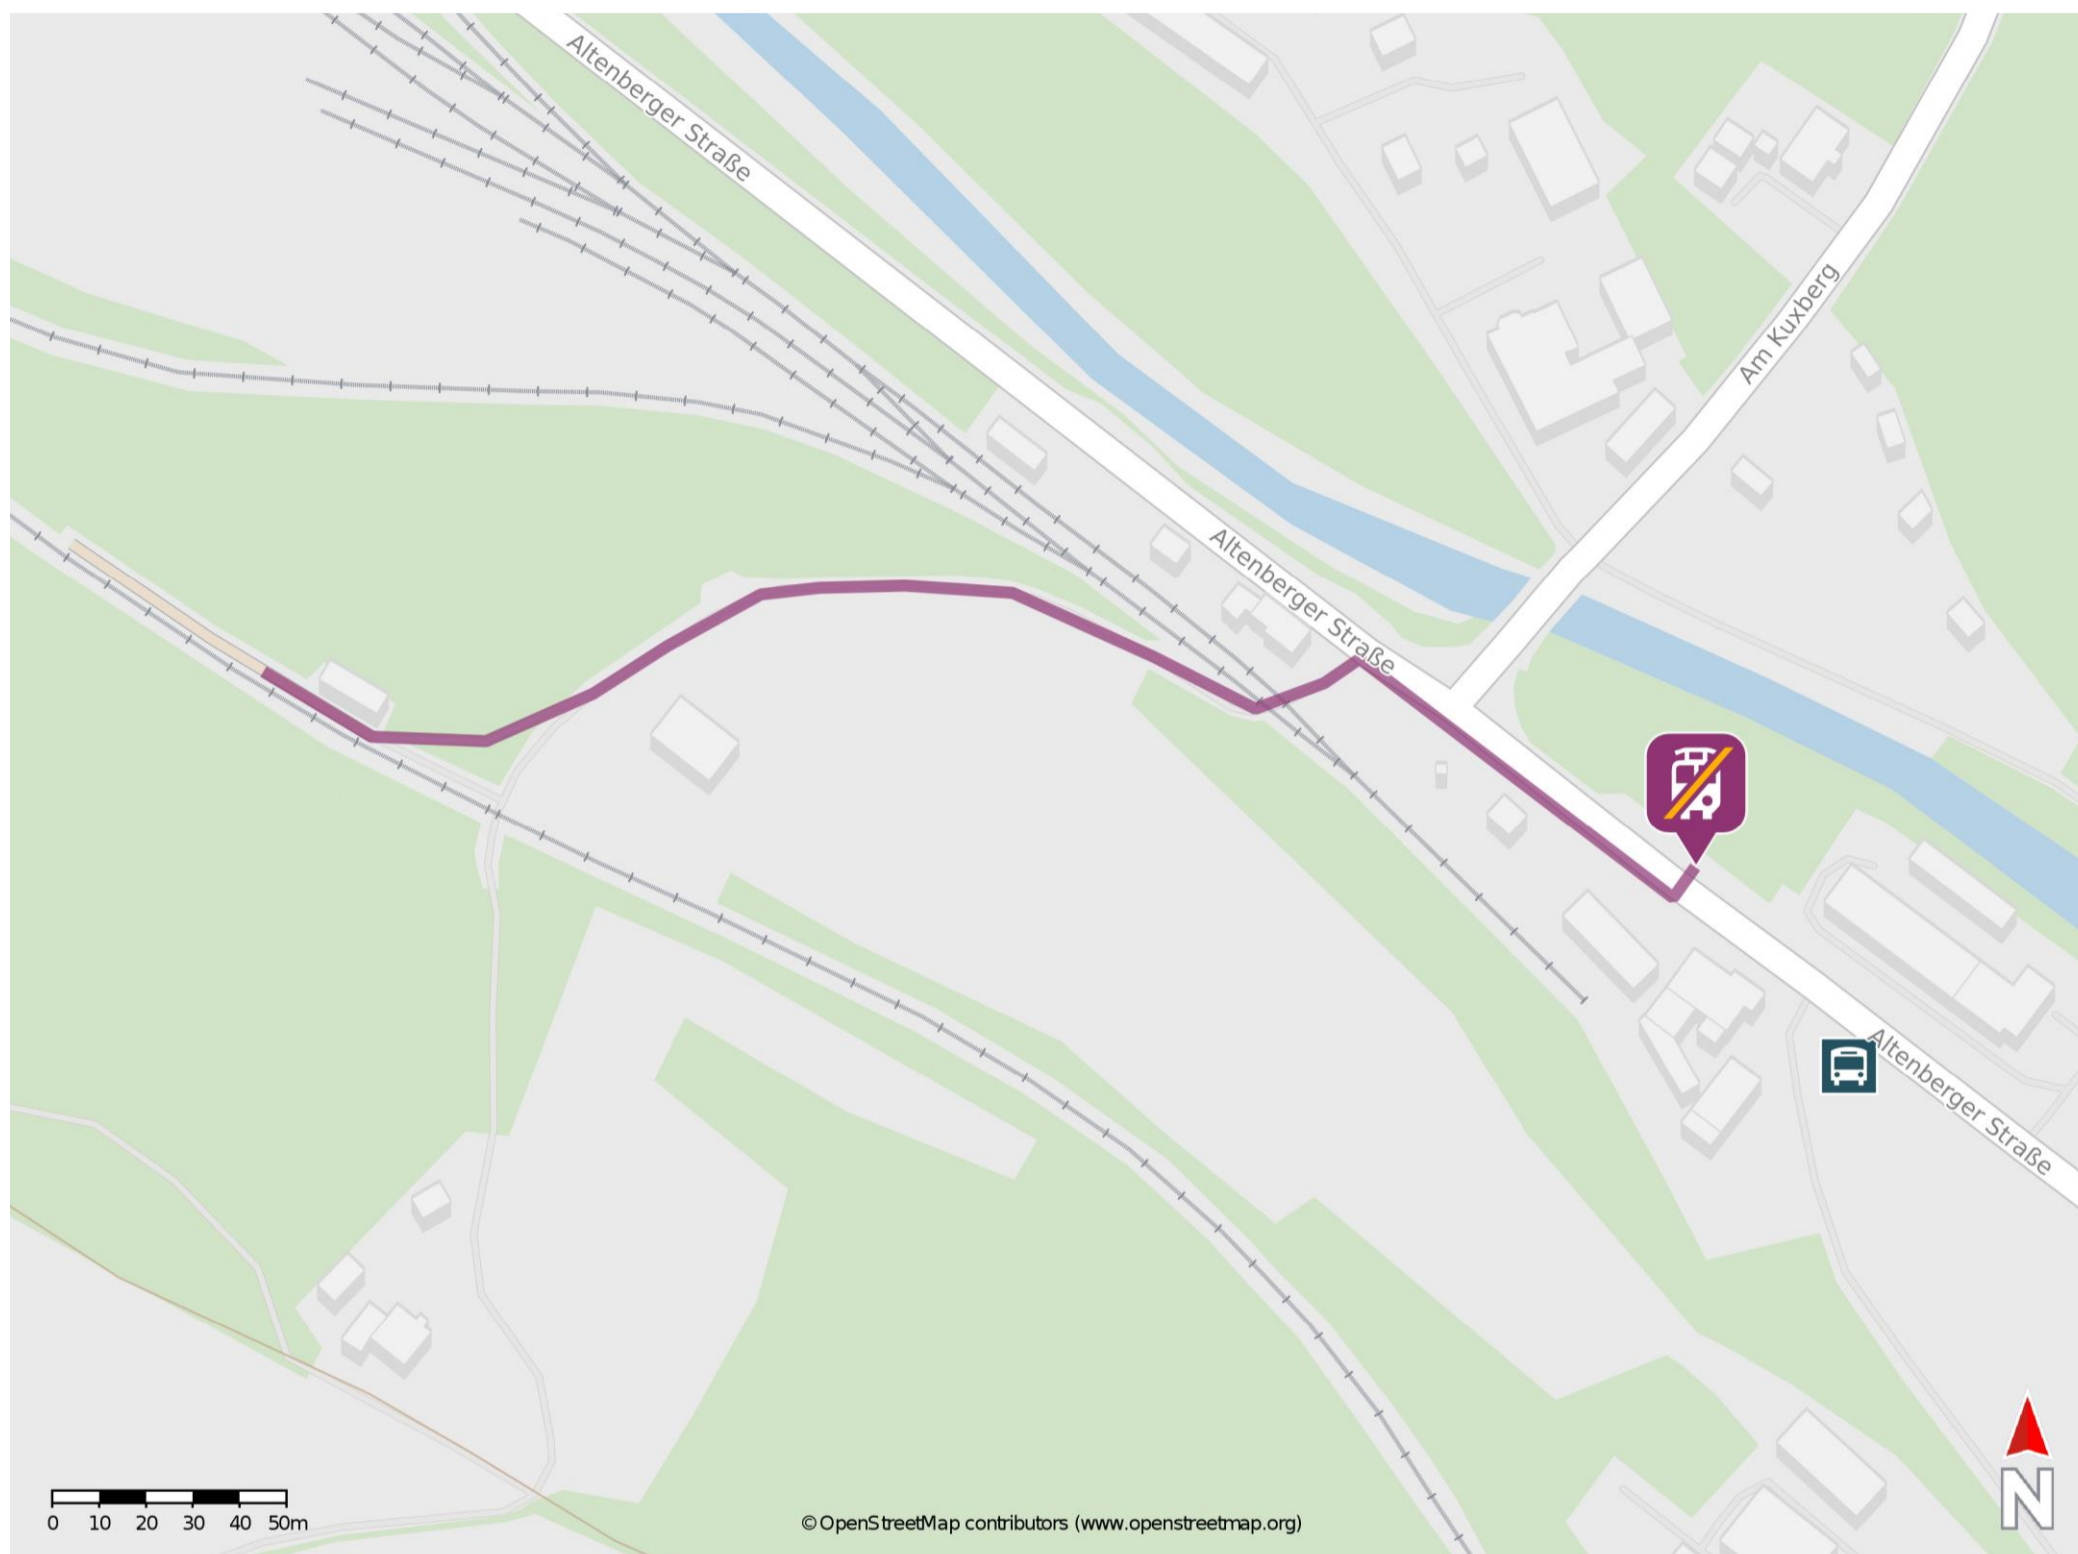 Altenberger Straße
Am Kuxberg
Altenberger Straße
Altenberger Straße
N
0 10 20 30 40 50m
© OpenStreetMap contributors (www.openstreetmap.org)